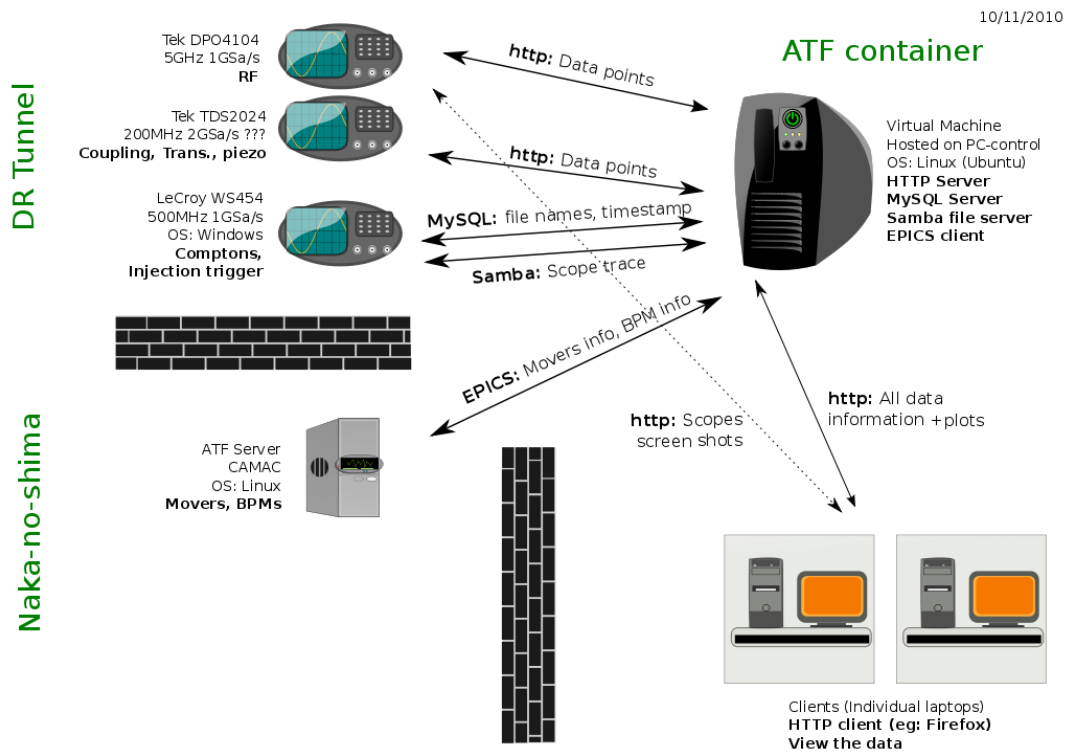 10/11/2010
ATF container
DR Tunnel
Tek DPO4104
5GHz 1GSa/s
RF
Tek TDS2024
200MHz 2GSa/s ???
Coupling, Trans., piezo
LeCroy WS454
500MHz 1GSa/s
OS: Windows
Comptons,
Injection trigger
http: Data points
http: Data points
MySQL: file names, timestamp
Samba: Scope trace
EPICS: Movers info, BPM info
Virtual Machine
Hosted on PC-control
OS: Linux (Ubuntu)
HTTP Server
MySQL Server
Samba file server
EPICS client
Naka-no-shima
ATF Server
CAMAC
OS: Linux
Movers, BPMs
http: Scopes
screen shots
http: All data
information +plots
Clients (Individual laptops)
HTTP client (eg: Firefox)
View the data